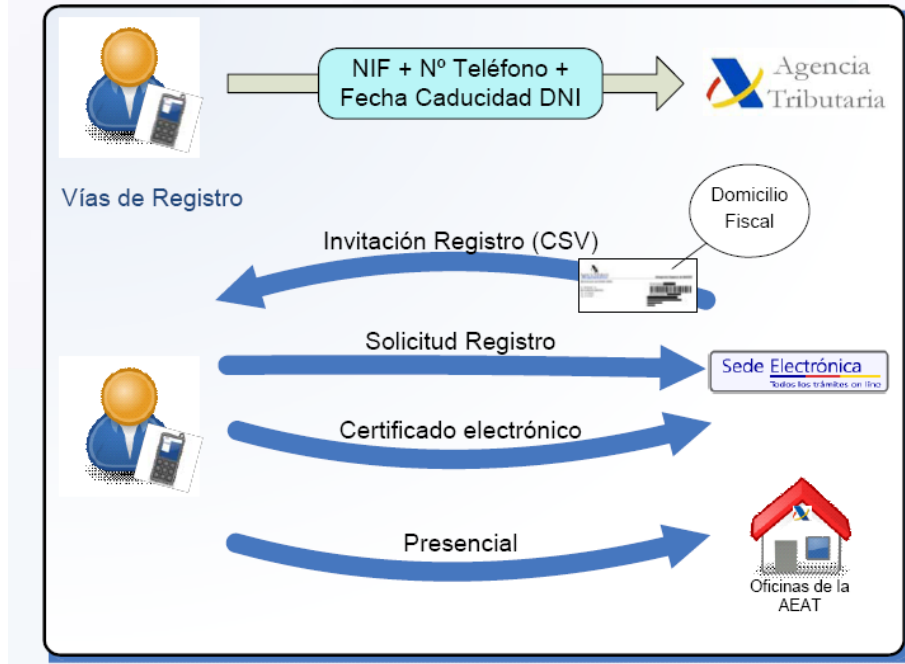 NIF + Nº Teléfono +
Fecha Caducidad DNI
Agencia
Tributaria
Vías de Registro
Domicilio
Fiscal
Invitación Registro (CSV)
Solicitud Registro
Sede Electrónica
Todos los trámites on line
Certificado electrónico
Presencial
Oficinas de la
AEAT